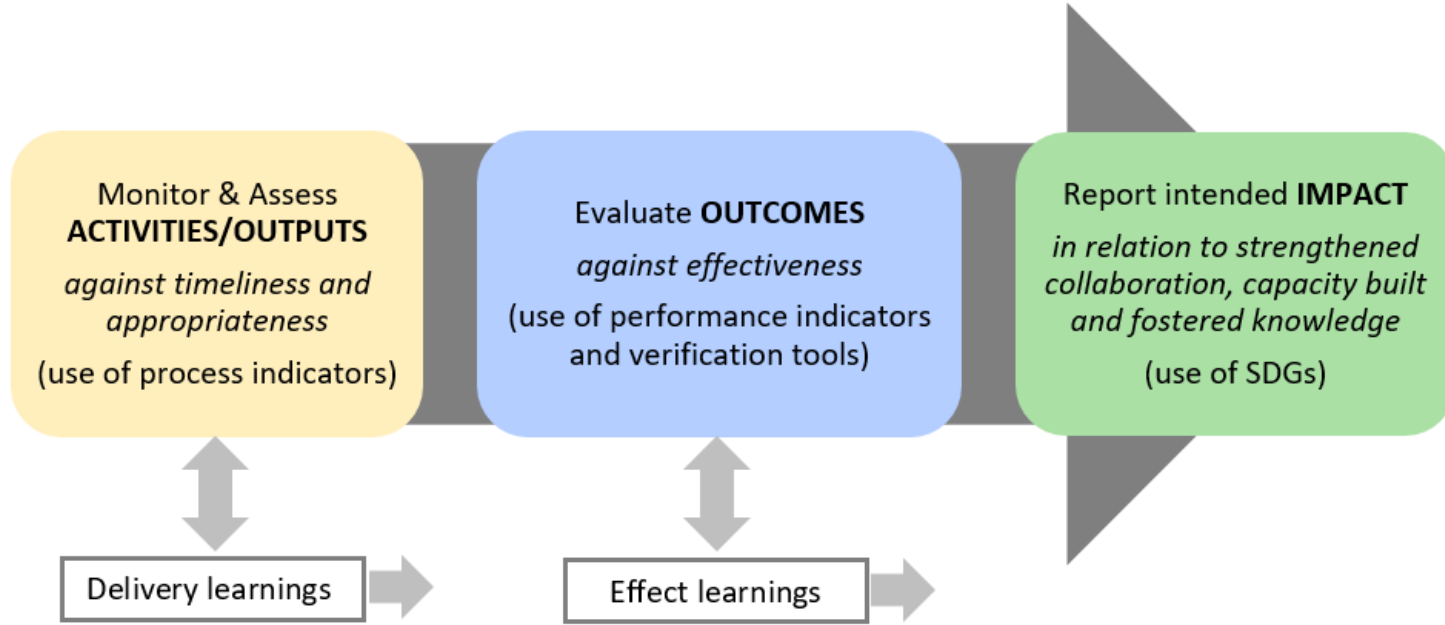 Monitor & Assess
ACTIVITIES/OUTPUTS
against timeliness and
appropriateness
(use of process indicators)
Evaluate OUTCOMES
against effectiveness
(use of performance indicators
and verification tools)
Report intended IMPACT
in relation to strengthened
collaboration, capacity built
and fostered knowledge
(use of SDGs)
Delivery learnings
Effect learnings